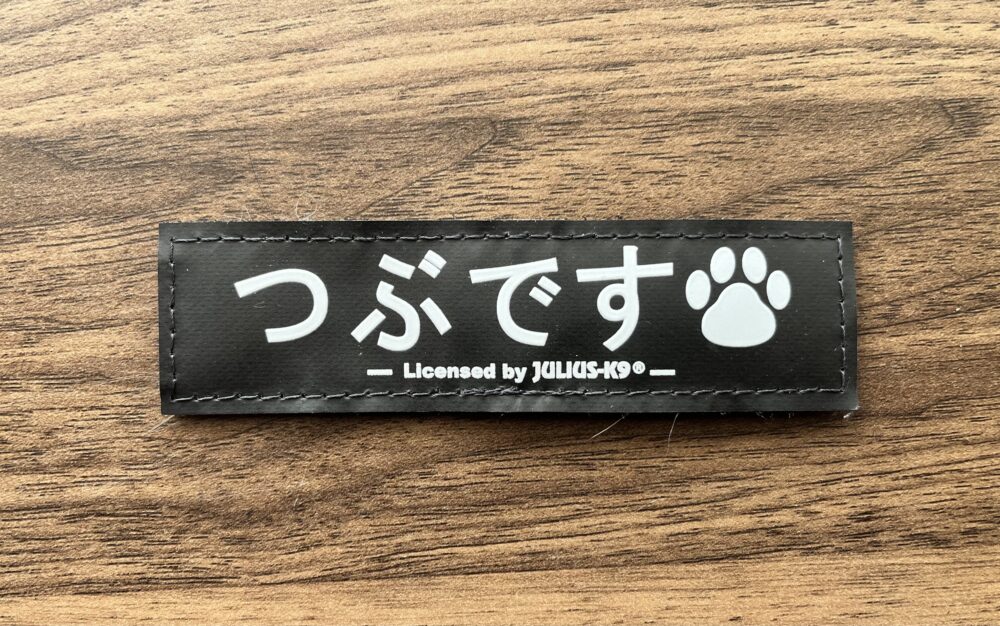 つぶです
— Licensed by JULIUS-K9® —